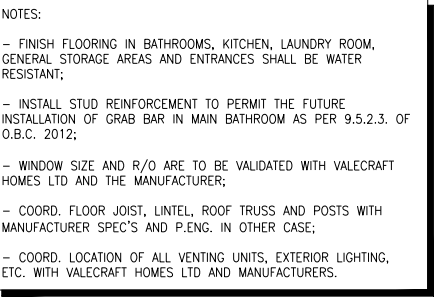 NOTES:
– FINISH FLOORING IN BATHROOMS, KITCHEN, LAUNDRY ROOM,
GENERAL STORAGE AREAS AND ENTRANCES SHALL BE WATER
RESISTANT;
– INSTALL STUD REINFORCEMENT TO PERMIT THE FUTURE
INSTALLATION OF GRAB BAR IN MAIN BATHROOM AS PER 9.5.2.3. OF
O.B.C. 2012;
– WINDOW SIZE AND R/O ARE TO BE VALIDATED WITH VALECRAFT
HOMES LTD AND THE MANUFACTURER;
– COORD. FLOOR JOIST, LINTEL, ROOF TRUSS AND POSTS WITH
MANUFACTURER SPEC'S AND P.ENG. IN OTHER CASE;
– COORD. LOCATION OF ALL VENTING UNITS, EXTERIOR LIGHTING,
ETC. WITH VALECRAFT HOMES LTD AND MANUFACTURERS.